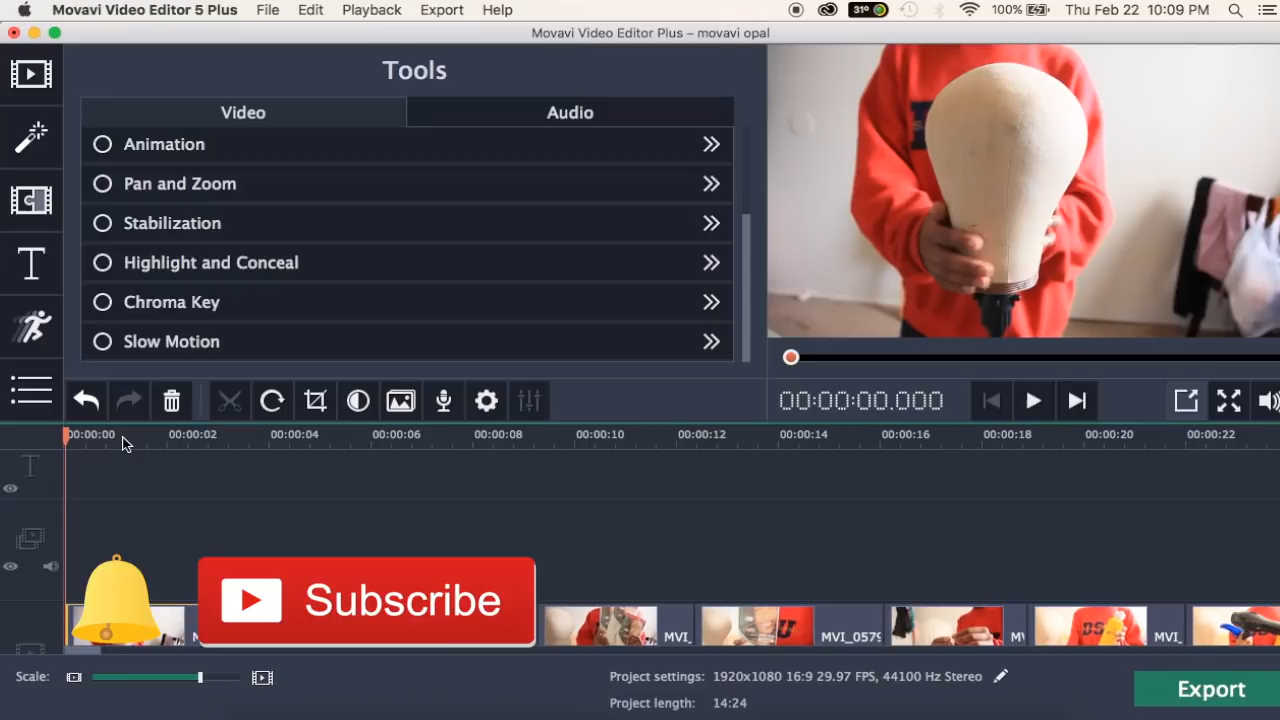 Movavi Video Editor 5 Plus File Edit Playback Export Help 31° 100% Thu Feb 22 10:09 PM
Movavi Video Editor Plus – movavi opal
Tools
Video Audio
Animation
Pan and Zoom
Stabilization
Highlight and Conceal
Chroma Key
Slow Motion
T
00:00:00.000
00:00:00 00:00:02 00:00:04 00:00:06 00:00:08 00:00:10 00:00:12 00:00:14 00:00:16 00:00:18 00:00:20 00:00:22
T
Subscribe
MVI_ MVI_0579 MVI_
Scale:
Project settings: 1920x1080 16:9 29.97 FPS, 44100 Hz Stereo
Project length: 14:24
Export